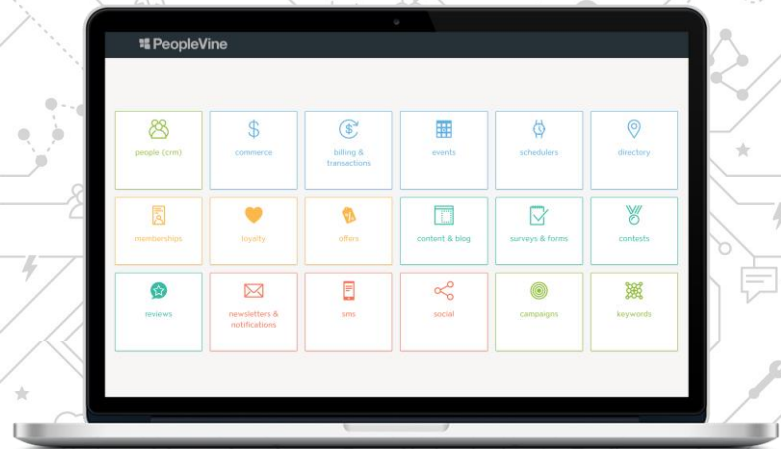 PeopleVine
people (crm)
commerce
billing &
transactions
events
schedulers
directory
memberships
loyalty
offers
content & blog
surveys & forms
contests
reviews
newsletters &
notifications
sms
social
campaigns
keywords